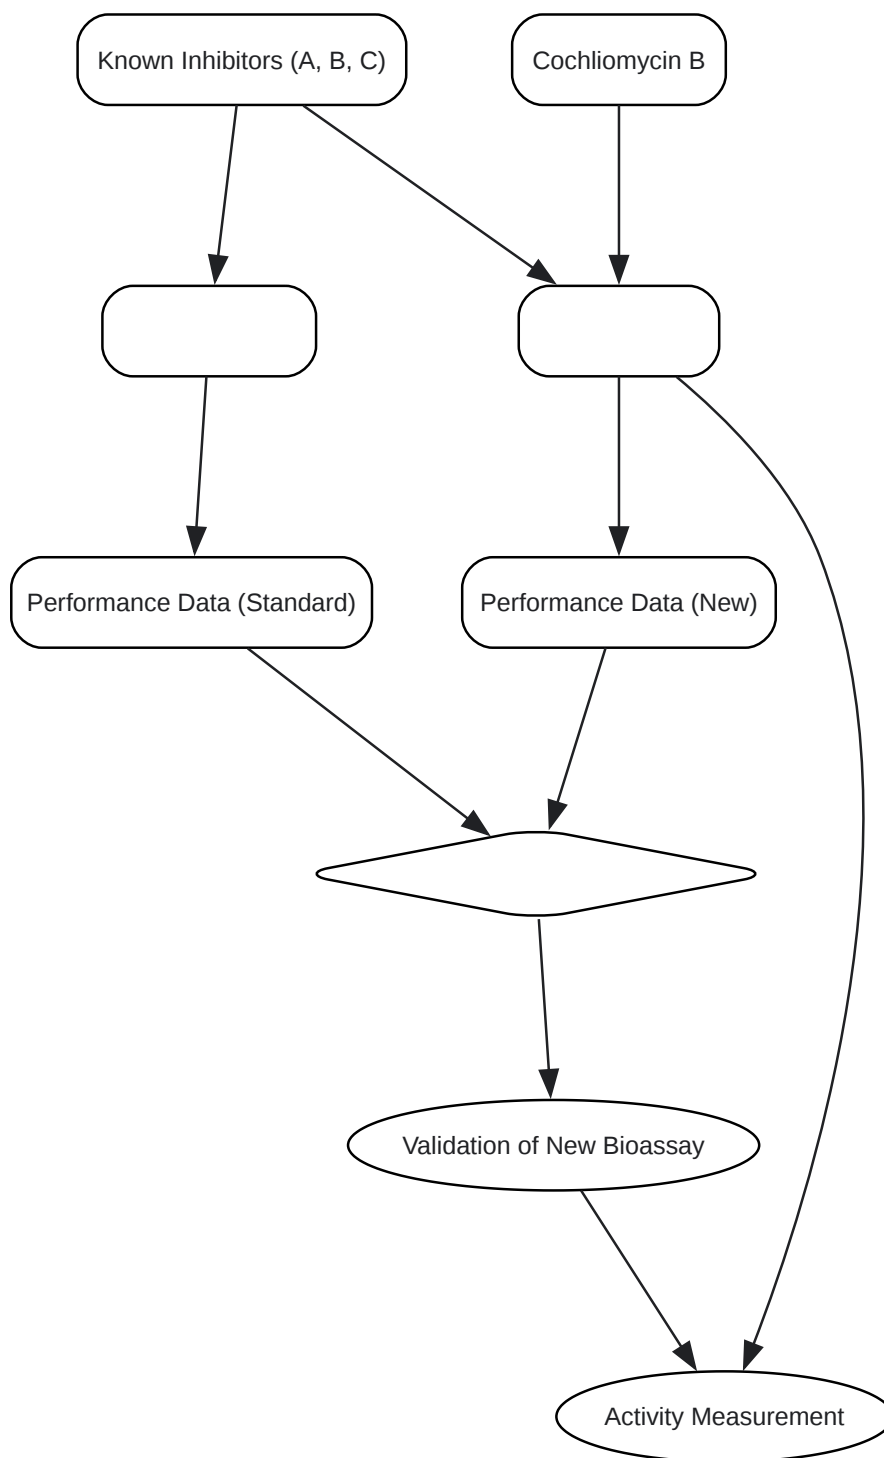 Known Inhibitors (A, B, C)
Cochliomycin B
Performance Data (Standard)
Performance Data (New)
Validation of New Bioassay
Activity Measurement